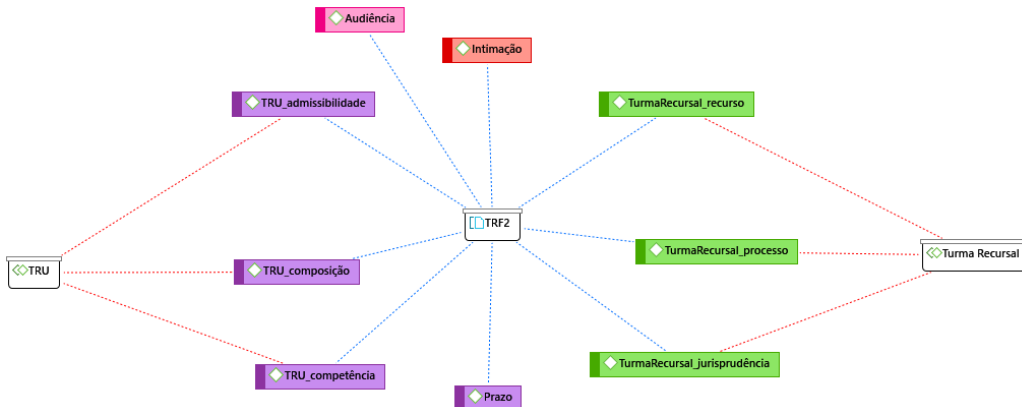 Audiência
Intimação
TRU_admissibilidade
TurmaRecursal_recurso
TRF2
TurmaRecursal_processo
Turma Recursal
TRU
TRU_composição
TurmaRecursal_jurisprudência
TRU_competência
Prazo